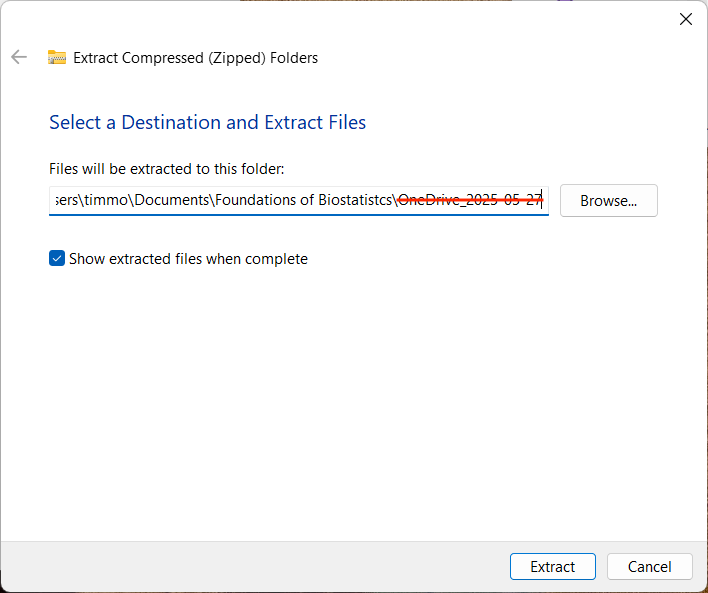 Extract Compressed (Zipped) Folders
Select a Destination and Extract Files
Files will be extracted to this folder:
sers\timmo\Documents\Foundations of Biostatistcs\OneDrive_2025-05-27
Browse...
Show extracted files when complete
Extract
Cancel